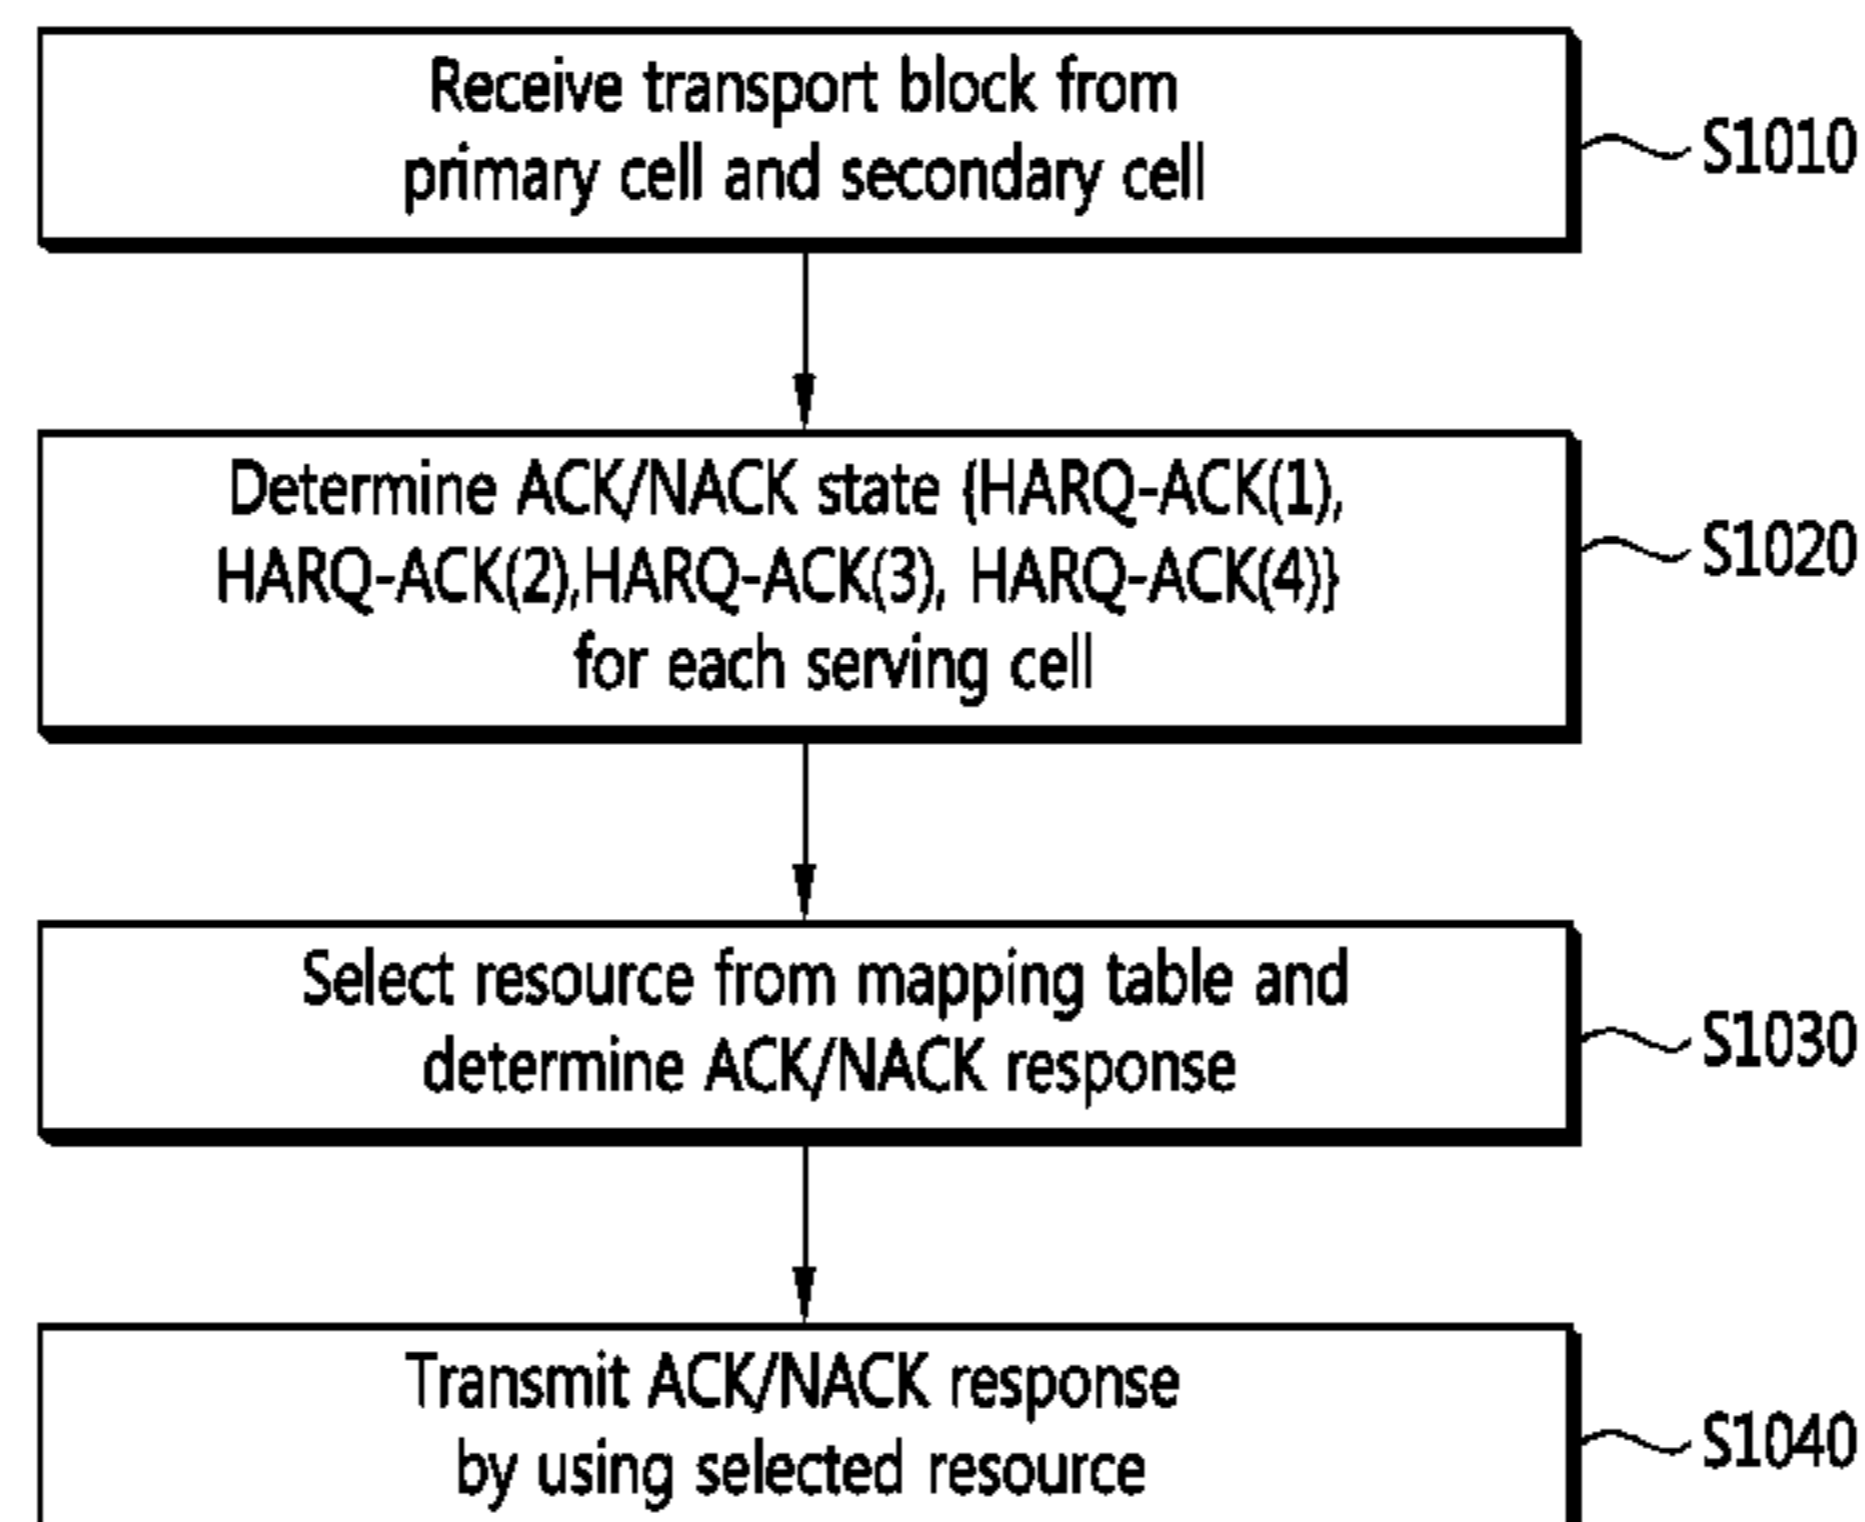 Receive transport block from
primary cell and secondary cell
S1010
Determine ACK/NACK state {HARQ-ACK(1),
HARQ-ACK(2),HARQ-ACK(3), HARQ-ACK(4)}
for each serving cell
S1020
Select resource from mapping table and
determine ACK/NACK response
S1030
Transmit ACK/NACK response
by using selected resource
S1040